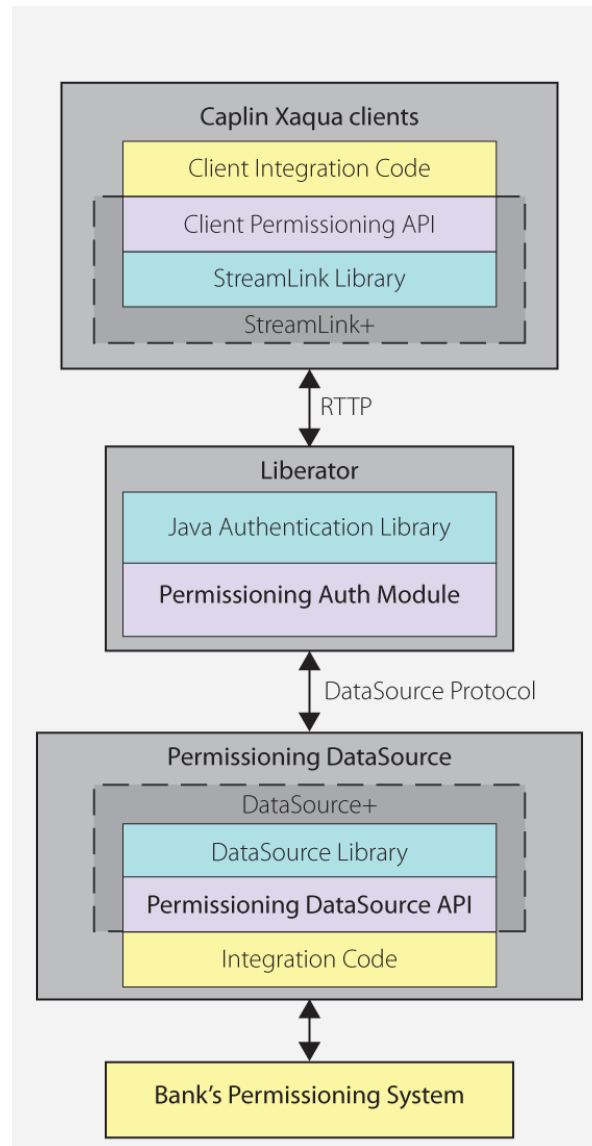 Caplin Xaqua clients
Client Integration Code
Client Permissioning API
StreamLink Library
StreamLink+
RTTP
Liberator
Java Authentication Library
Permissioning Auth Module
DataSource Protocol
Permissioning DataSource
DataSource+
DataSource Library
Permissioning DataSource API
Integration Code
Bank’s Permissioning System